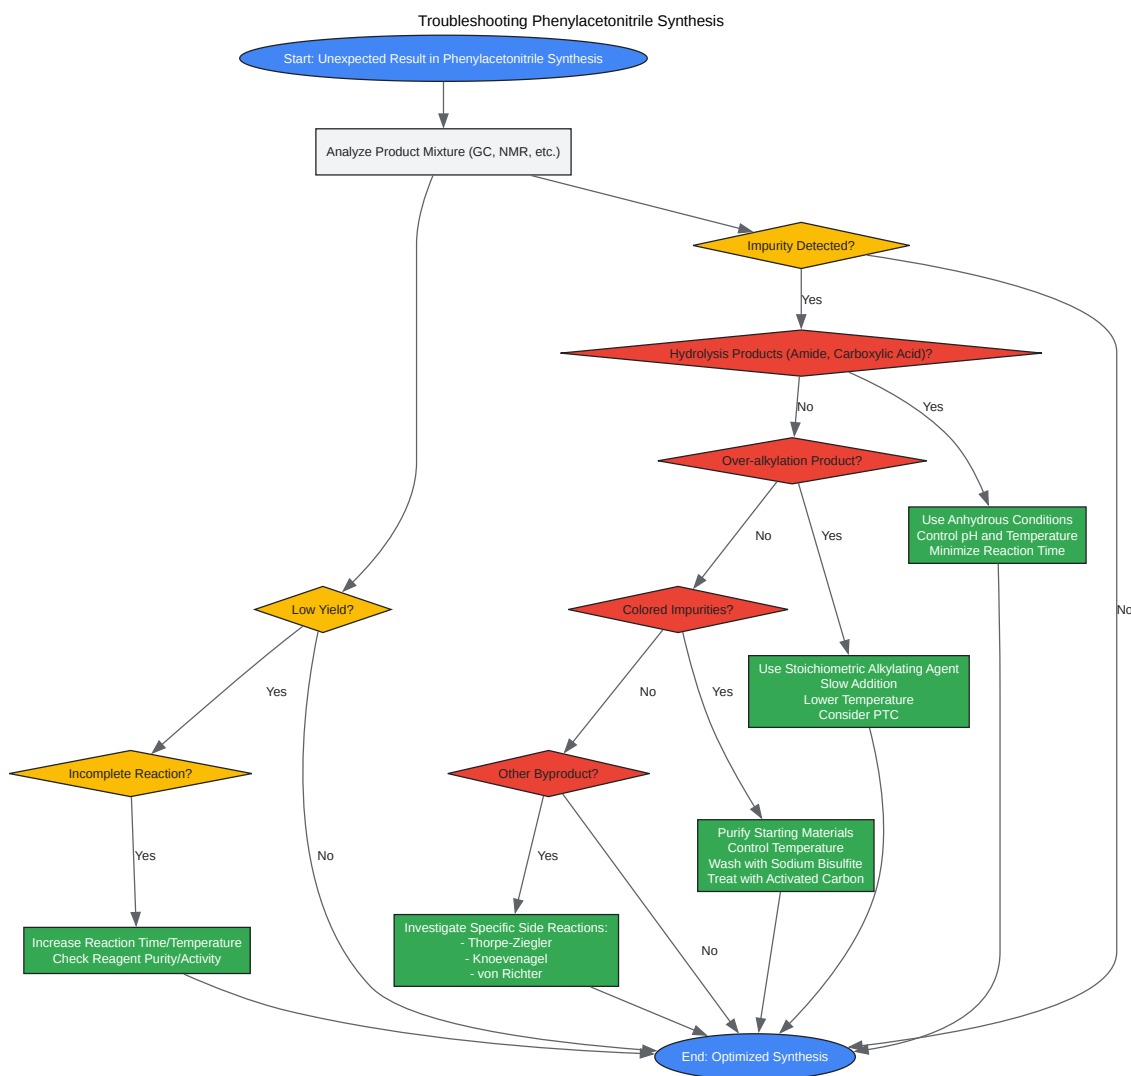 Troubleshooting Phenylacetonitrile Synthesis
Start: Unexpected Result in Phenylacetonitrile Synthesis
Analyze Product Mixture (GC, NMR, etc.)
Impurity Detected?
Yes
Hydrolysis Products (Amide, Carboxylic Acid)?
No
Yes
Over-alkylation Product?
Use Anhydrous Conditions
Control pH and Temperature
Minimize Reaction Time
No
Yes
Low Yield?
Colored Impurities?
No
Use Stoichiometric Alkylating Agent
Slow Addition
Lower Temperature
Consider PTC
Yes
No
Yes
Incomplete Reaction?
Other Byproduct?
Purify Starting Materials
Control Temperature
Wash with Sodium Bisulfite
Treat with Activated Carbon
Yes
No
Yes
Increase Reaction Time/Temperature
Check Reagent Purity/Activity
Investigate Specific Side Reactions:
- Thorpe-Ziegler
- Knoevenagel
- von Richter
No
End: Optimized Synthesis